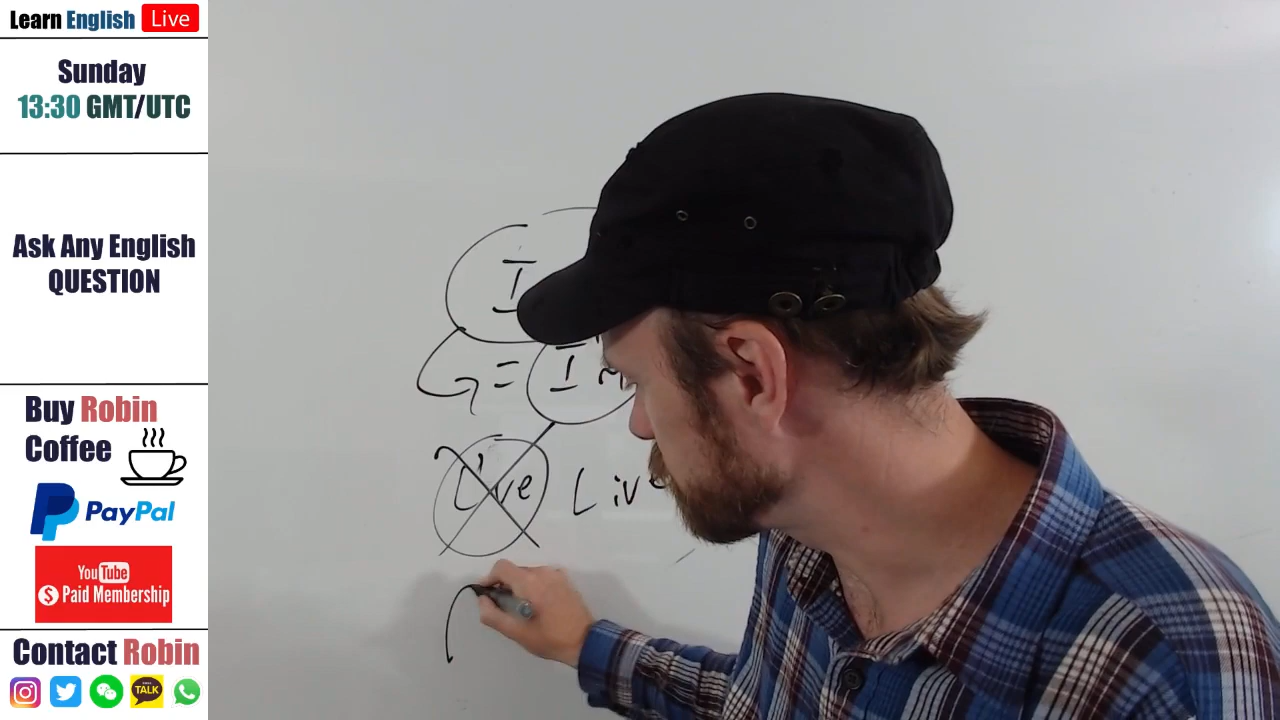 Learn English Live
Sunday
13:30 GMT/UTC
Ask Any English
QUESTION
Buy Robin
Coffee
PayPal
YouTube
$ Paid Membership
Contact Robin
TALK
I
= I'm
Live